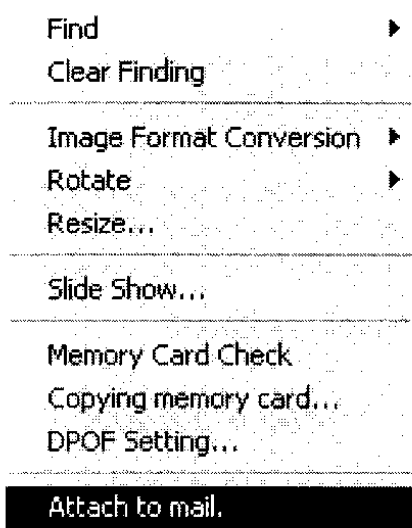 Find
Clear Finding
Image Format Conversion
Rotate
Resize...
Slide Show...
Memory Card Check
Copying memory card...
DPOF Setting...
Attach to mail.